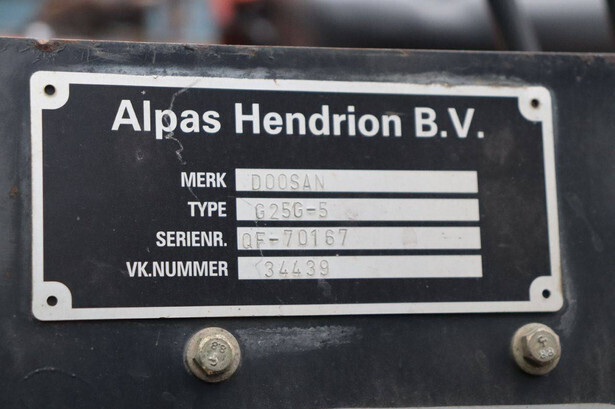 Alpas Hendrion B.V.
MERK DOOSAN
TYPE G25G-5
SERIENR. QF-70167
VK.NUMMER 34439